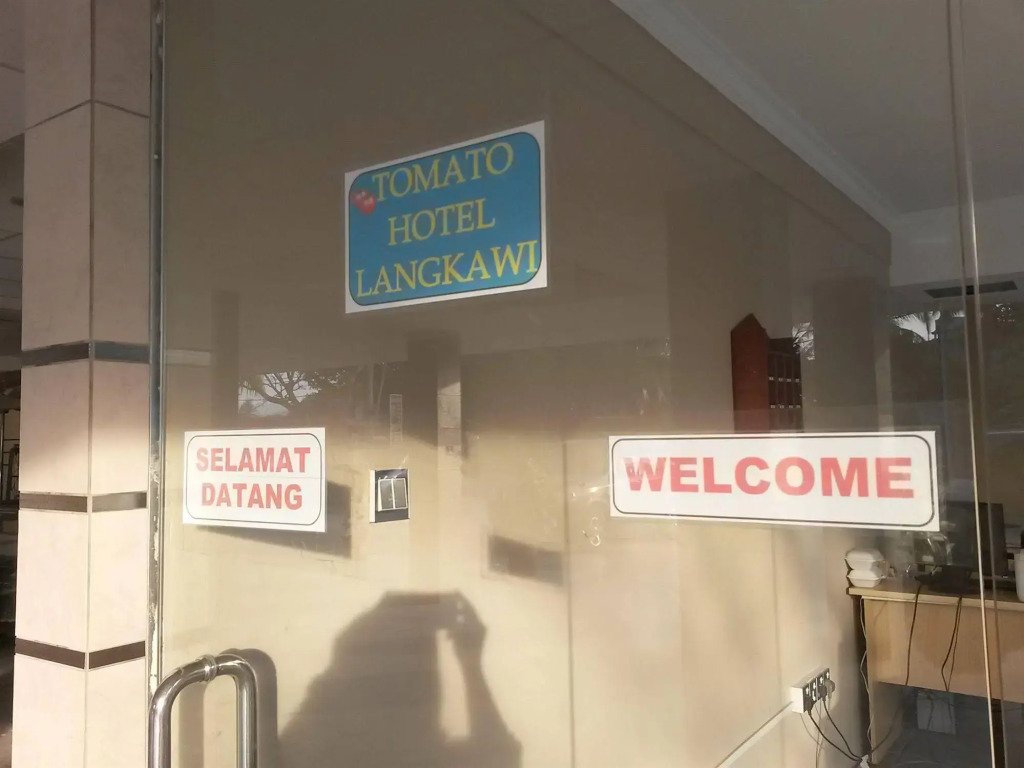 TOMATO
HOTEL
LANGKAWI
SELAMAT
DATANG
WELCOME